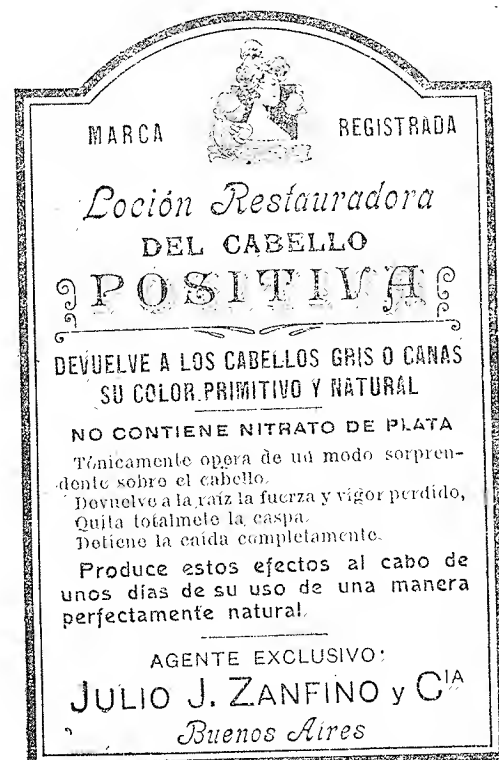 MARCA REGISTRADA
Loción Restauradora
DEL CABELLO
POSITIVA
DEVUELVE A LOS CABELLOS GRIS O CANAS
SU COLOR PRIMITIVO Y NATURAL
NO CONTIENE NITRATO DE PLATA
Tónicamente opera de un modo sorpren-
dente sobre el cabello.
Devuelve a la raíz la fuerza y vigor perdido,
Quita totalmete la caspa.
Detiene la caída completamente.
Produce estos efectos al cabo de
unos días de su uso de una manera
perfectamente natural.
AGENTE EXCLUSIVO:
JULIO J. ZANFINO y CIA
Buenos Aires